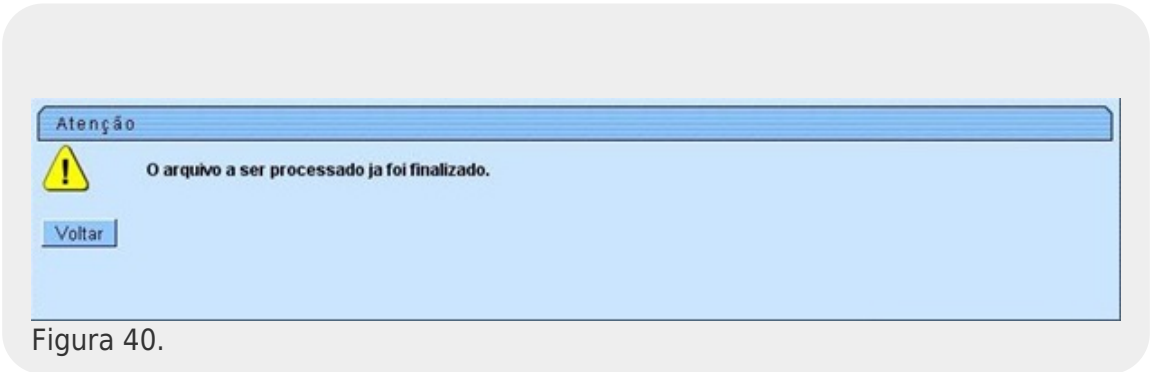 Atenção
O arquivo a ser processado ja foi finalizado.
Voltar
Figura 40.